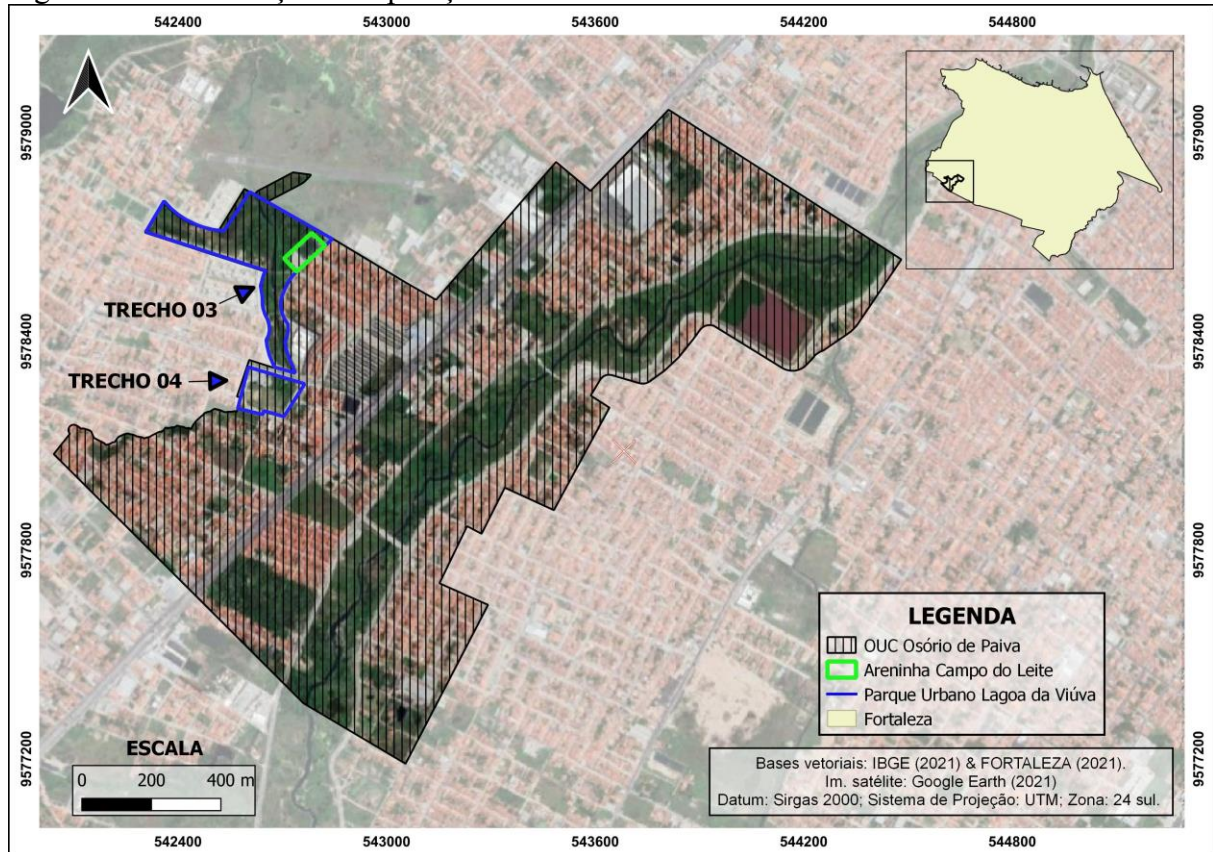 542400 543000 543600 544200 544800
9579000 9579000
TRECHO 03
9578400 9578400
TRECHO 04
9577800 9577800
LEGENDA
OUC Osório de Paiva
Areninha Campo do Leite
Parque Urbano Lagoa da Viúva
Fortaleza
9577200 9577200
ESCALA
0 200 400 m
Bases vetoriais: IBGE (2021) & FORTALEZA (2021).
Im. satélite: Google Earth (2021)
Datum: Sirgas 2000; Sistema de Projeção: UTM; Zona: 24 sul.
542400 543000 543600 544200 544800